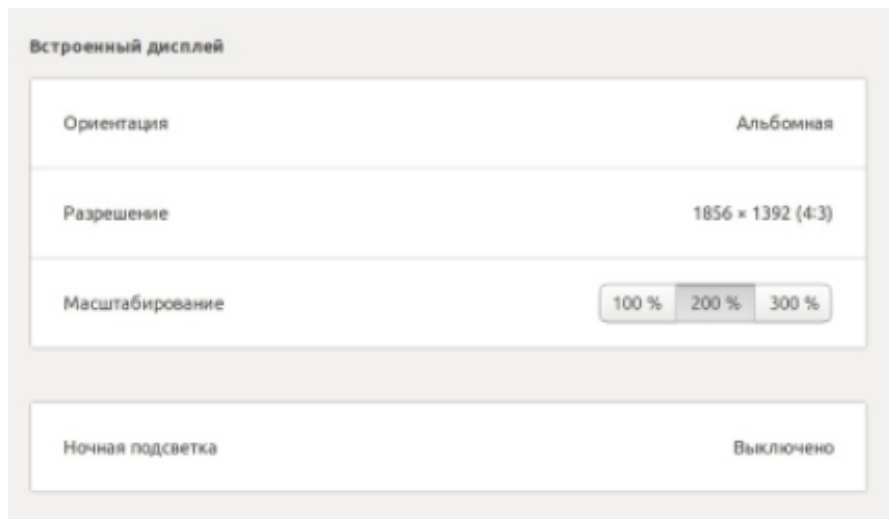 Встроенный дисплей
Ориентация Альбомная
Разрешение 1856 × 1392 (4:3)
Масштабирование 100 % 200 % 300 %
Ночная подсветка Выключено